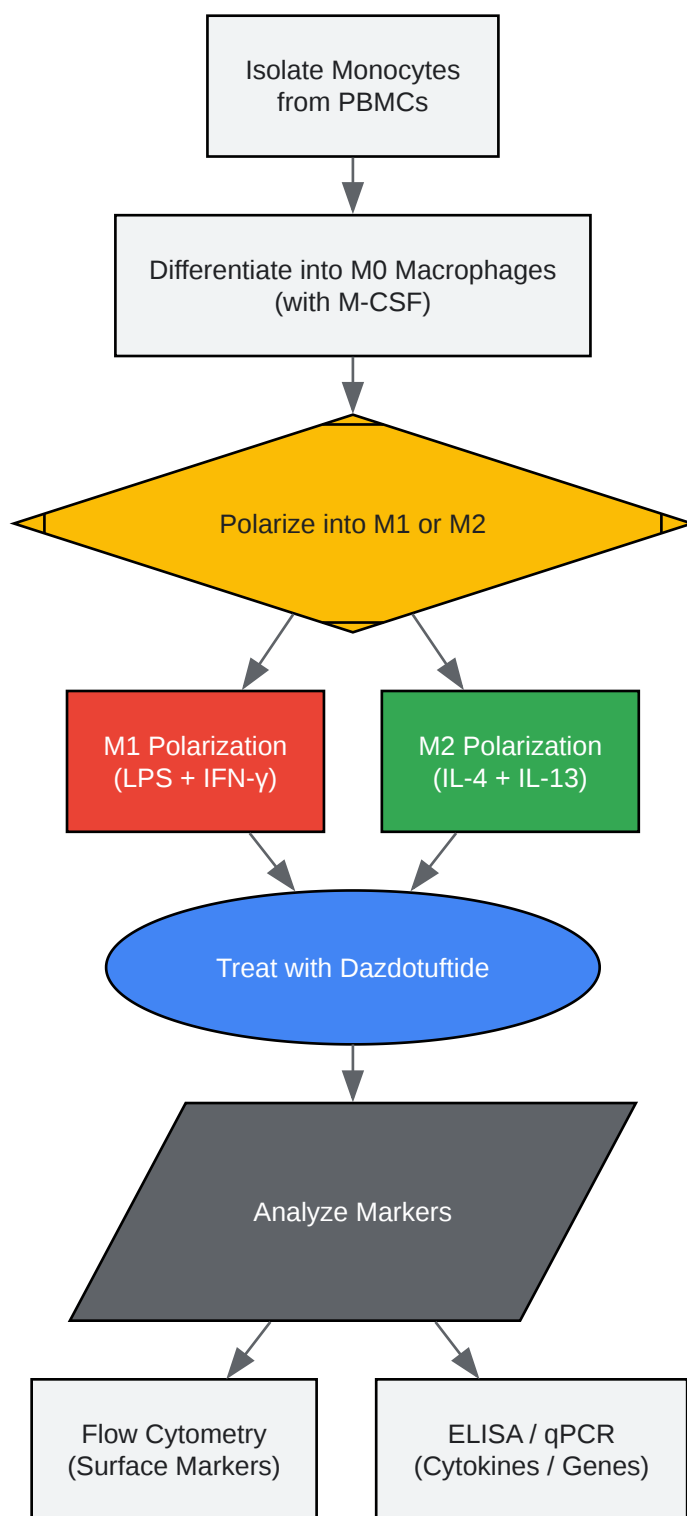 Isolate Monocytes
from PBMCs
Differentiate into M0 Macrophages
(with M-CSF)
Polarize into M1 or M2
M1 Polarization
(LPS + IFN-γ)
M2 Polarization
(IL-4 + IL-13)
Treat with Dazdotuftide
Analyze Markers
Flow Cytometry
(Surface Markers)
ELISA / qPCR
(Cytokines / Genes)